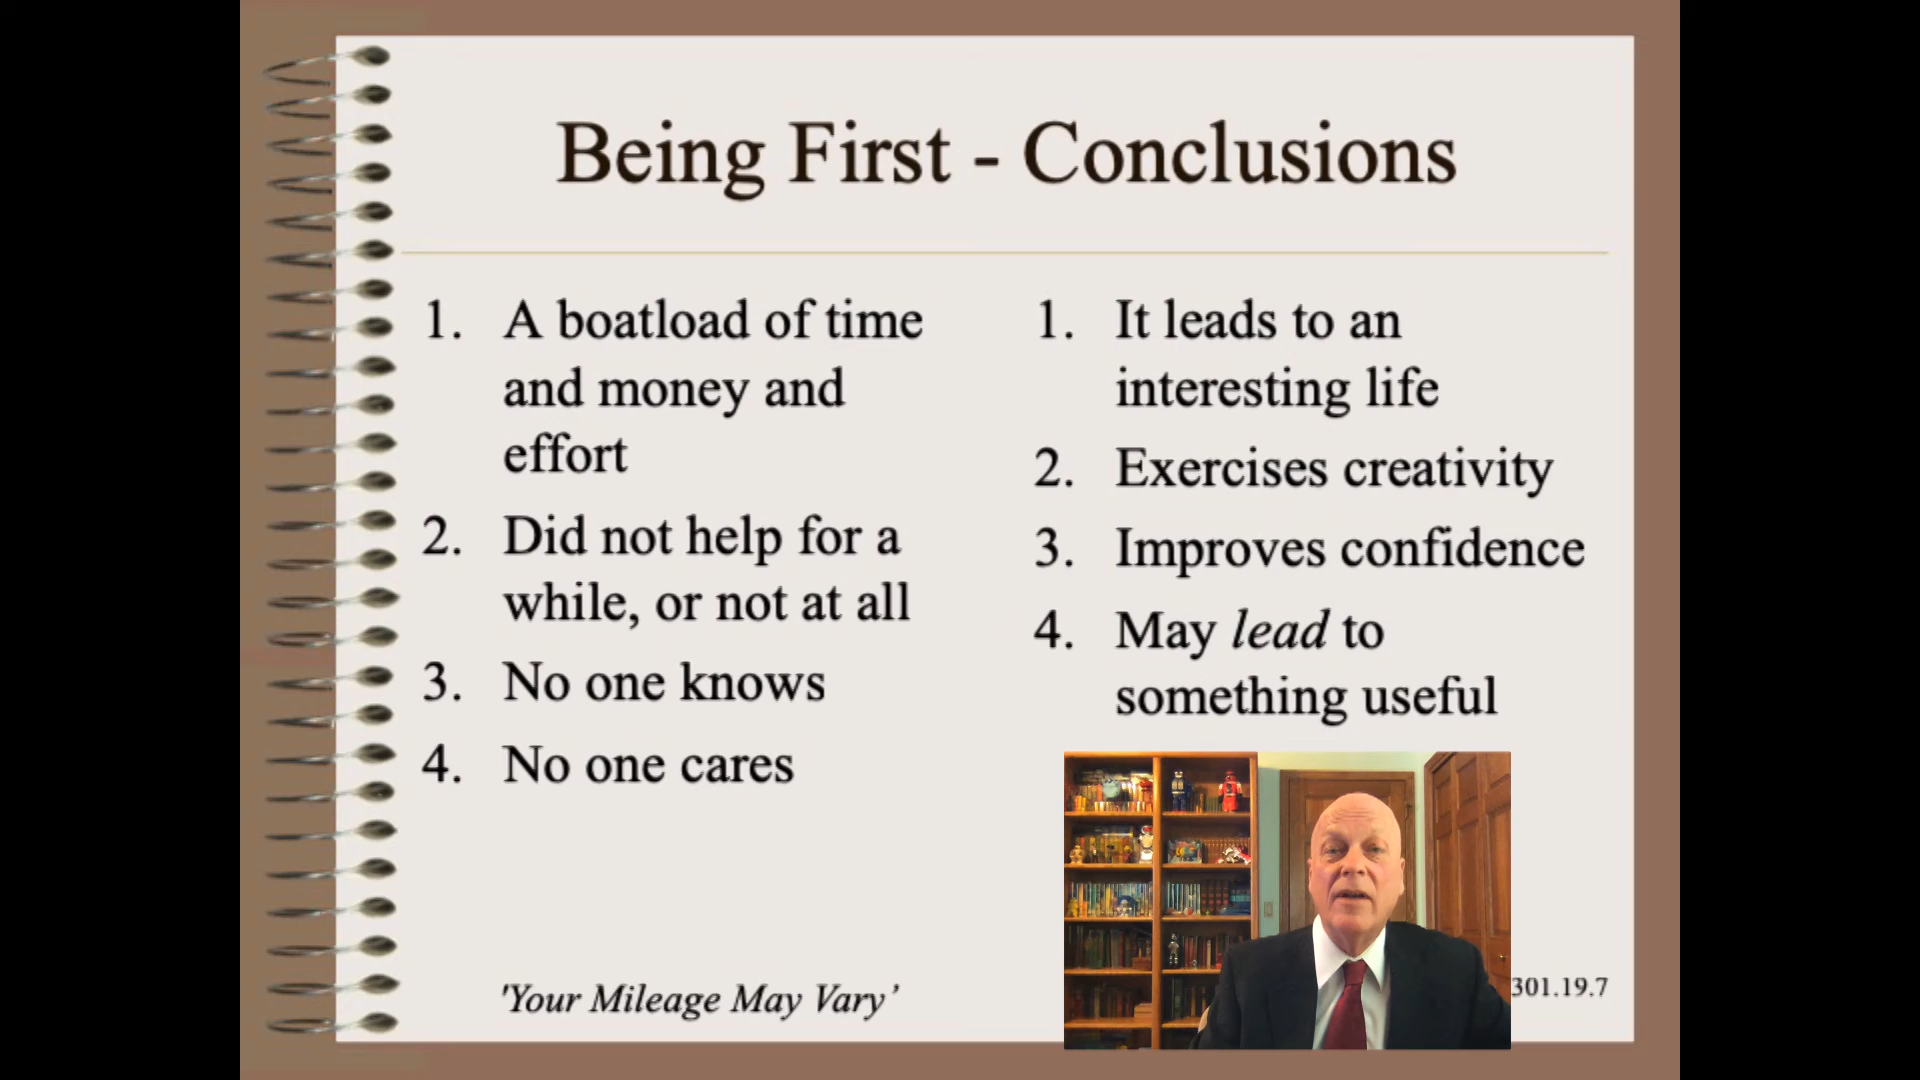 Being First - Conclusions
1. A boatload of time
and money and
effort
2. Did not help for a
while, or not at all
3. No one knows
4. No one cares
1. It leads to an
interesting life
2. Exercises creativity
3. Improves confidence
4. May lead to
something useful
'Your Mileage May Vary’
301.19.7